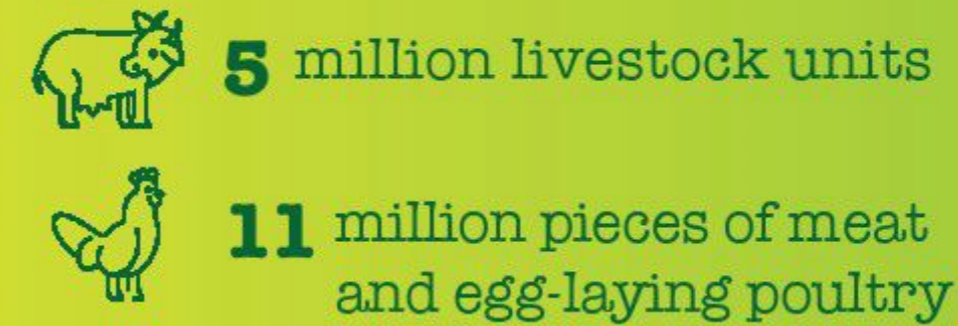 5 million livestock units
11 million pieces of meat
and egg-laying poultry